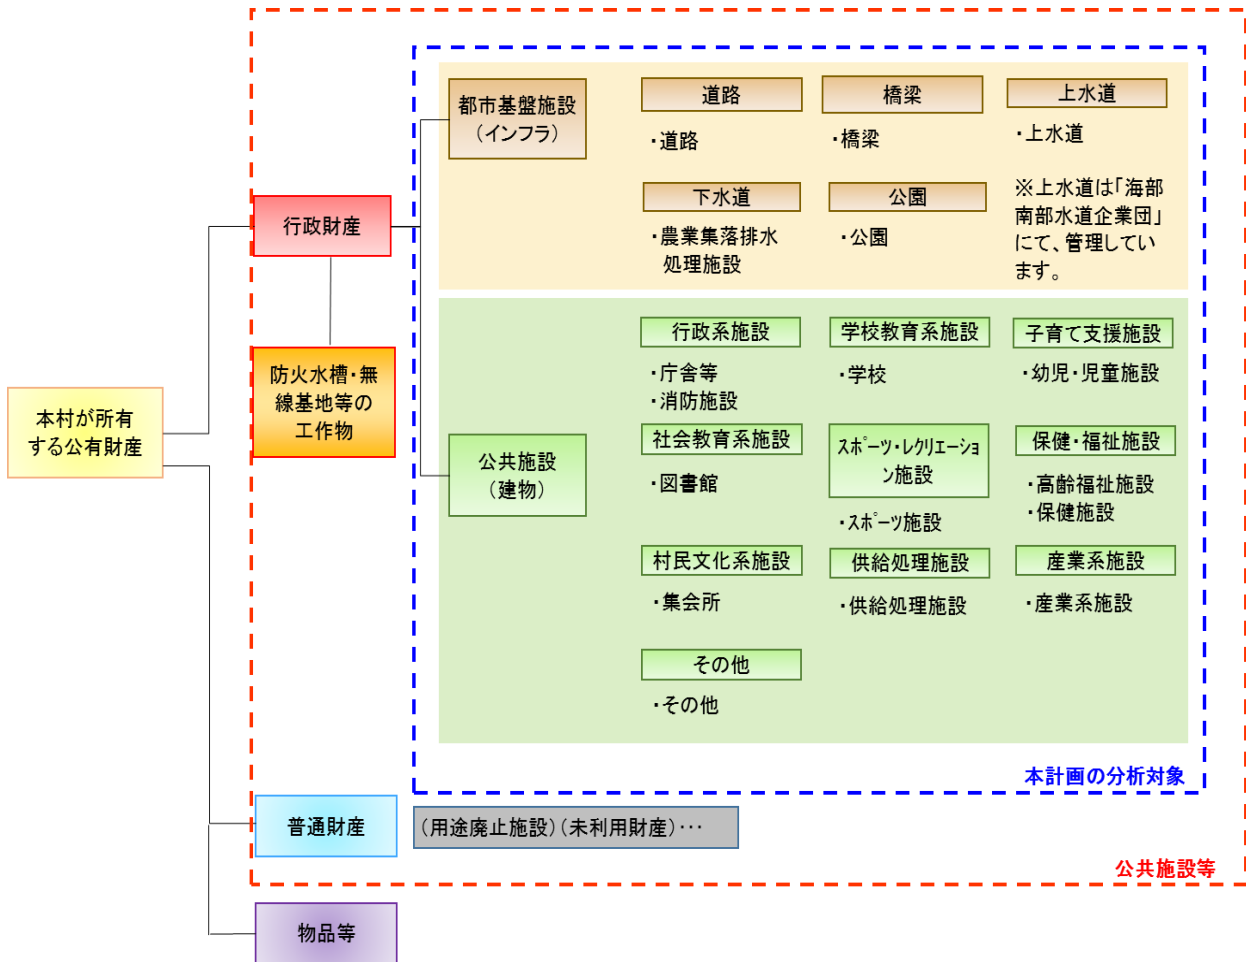 本村が所有
する公有財産
行政財産
防火水槽・無
線基地等の
工作物
都市基盤施設
（インフラ）
道路
・道路
橋梁
・橋梁
上水道
・上水道
※上水道は「海部
南部水道企業団」
にて、管理してい
ます。
下水道
・農業集落排水
処理施設
公園
・公園
公共施設
（建物）
行政系施設
・庁舎等
・消防施設
学校教育系施設
・学校
子育て支援施設
・幼児・児童施設
社会教育系施設
・図書館
ｽﾎﾟｰﾂ・ﾚｸﾘｴｰｼｮ
ﾝ施設
・ｽﾎﾟｰﾂ施設
保健・福祉施設
・高齢福祉施設
・保健施設
村民文化系施設
・集会所
供給処理施設
・供給処理施設
産業系施設
・産業系施設
その他
・その他
本計画の分析対象
普通財産
（用途廃止施設）（未利用財産）・・・
公共施設等
物品等